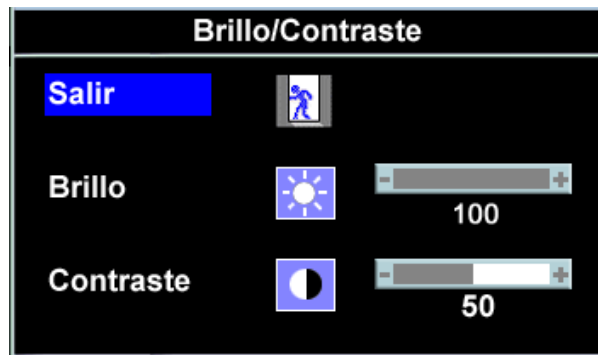 Brillo/Contraste
Salir
Brillo
- +
100
Contraste
- +
50